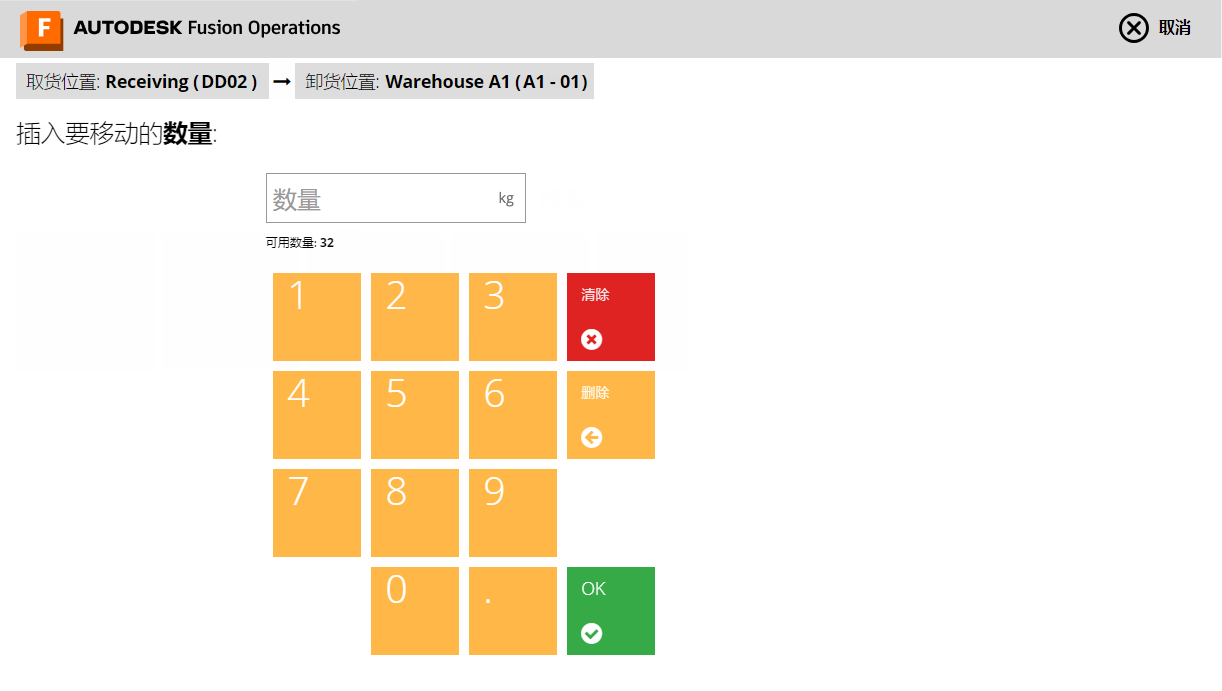 F AUTODESK Fusion Operations 取消
取货位置: Receiving ( DD02 ) → 卸货位置: Warehouse A1 ( A1 - 01)
插入要移动的数量:
数量 kg
可用数量: 32
1 2 3 清除
4 5 6 删除
7 8 9
0 . OK